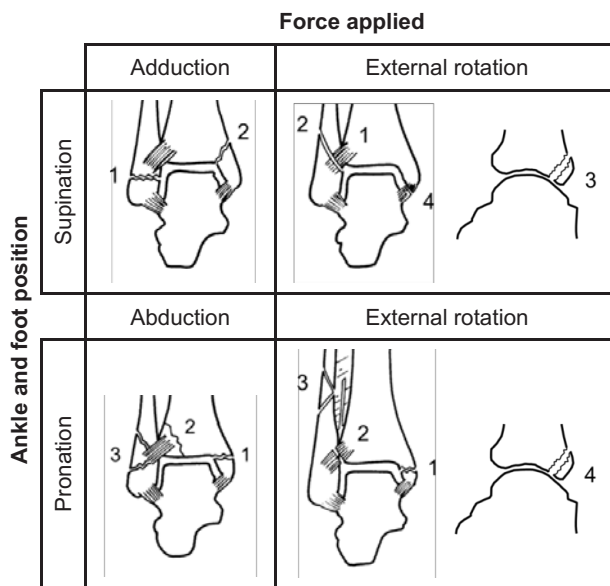 Force applied
Adduction
External rotation
Ankle and foot position
Supination
1
2
2
1
4
3
Abduction
External rotation
Pronation
3
2
1
3
2
1
4